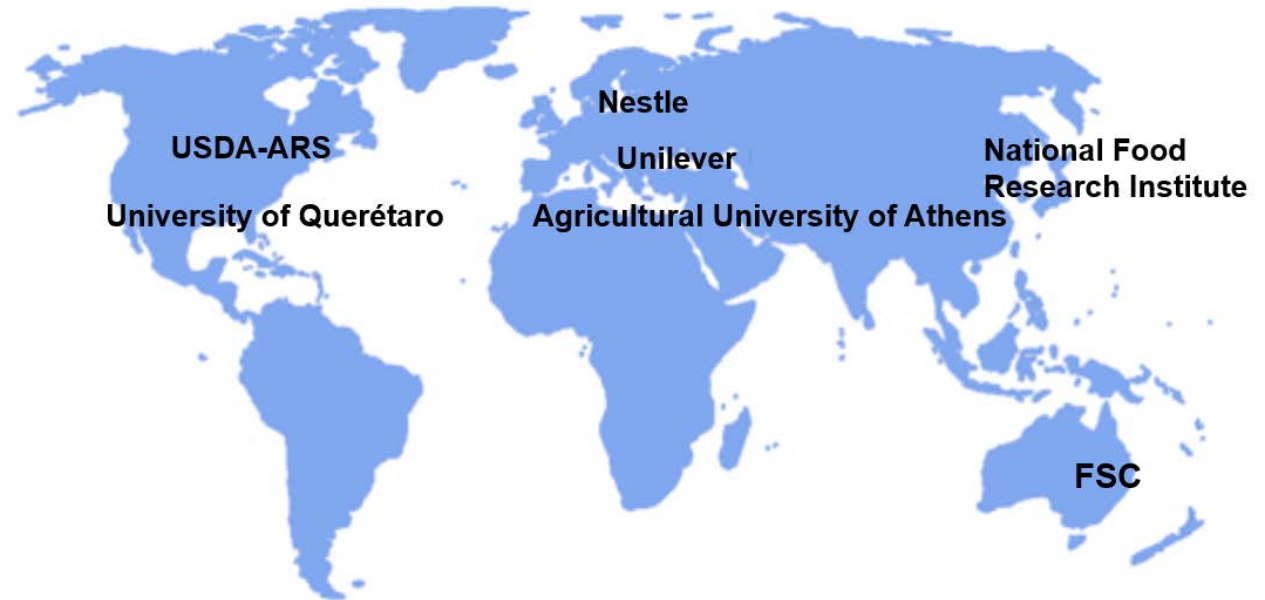 Nestle
USDA-ARS
Unilever
National Food
Research Institute
University of Querétaro
Agricultural University of Athens
FSC